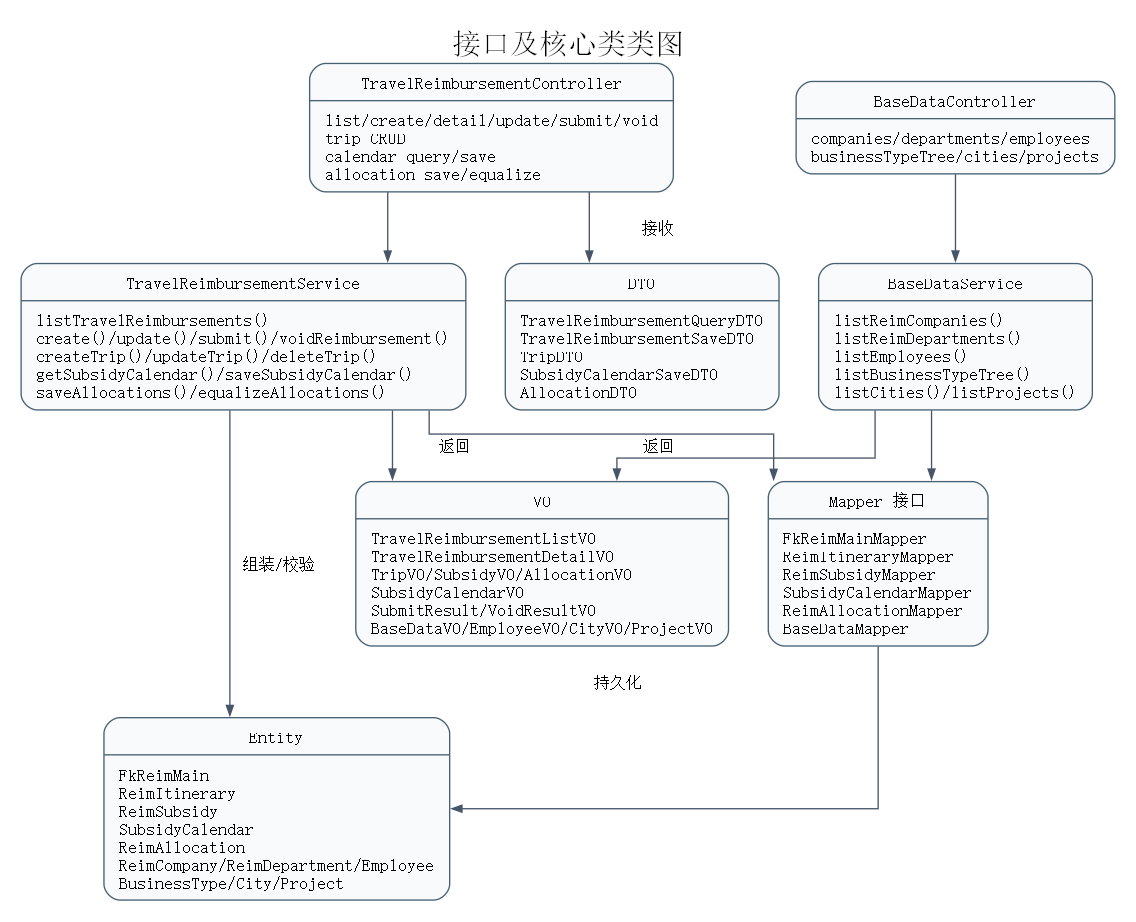 接口及核心类类图
TravelReimbursementController
list/create/detail/update/submit/void
trip CRUD
calendar query/save
allocation save/equalize
BaseDataController
companies/departments/employees
businessTypeTree/cities/projects
接收
TravelReimbursementService
listTravelReimbursements()
create()/update()/submit()/voidReimbursement()
createTrip()/updateTrip()/deleteTrip()
getSubsidyCalendar()/saveSubsidyCalendar()
saveAllocations()/equalizeAllocations()
DTO
TravelReimbursementQueryDTO
TravelReimbursementSaveDTO
TripDTO
SubsidyCalendarSaveDTO
AllocationDTO
BaseDataService
listReimCompanies()
listReimDepartments()
listEmployees()
listBusinessTypeTree()
listCities()/listProjects()
返回
返回
组装/校验
VO
TravelReimbursementListVO
TravelReimbursementDetailVO
TripVO/SubsidyVO/AllocationVO
SubsidyCalendarVO
SubmitResult/VoidResultVO
BaseDataVO/EmployeeVO/CityVO/ProjectVO
Mapper 接口
FkReimMainMapper
ReimItineraryMapper
ReimSubsidyMapper
SubsidyCalendarMapper
ReimAllocationMapper
BaseDataMapper
持久化
Entity
FkReimMain
ReimItinerary
ReimSubsidy
SubsidyCalendar
ReimAllocation
ReimCompany/ReimDepartment/Employee
BusinessType/City/Project